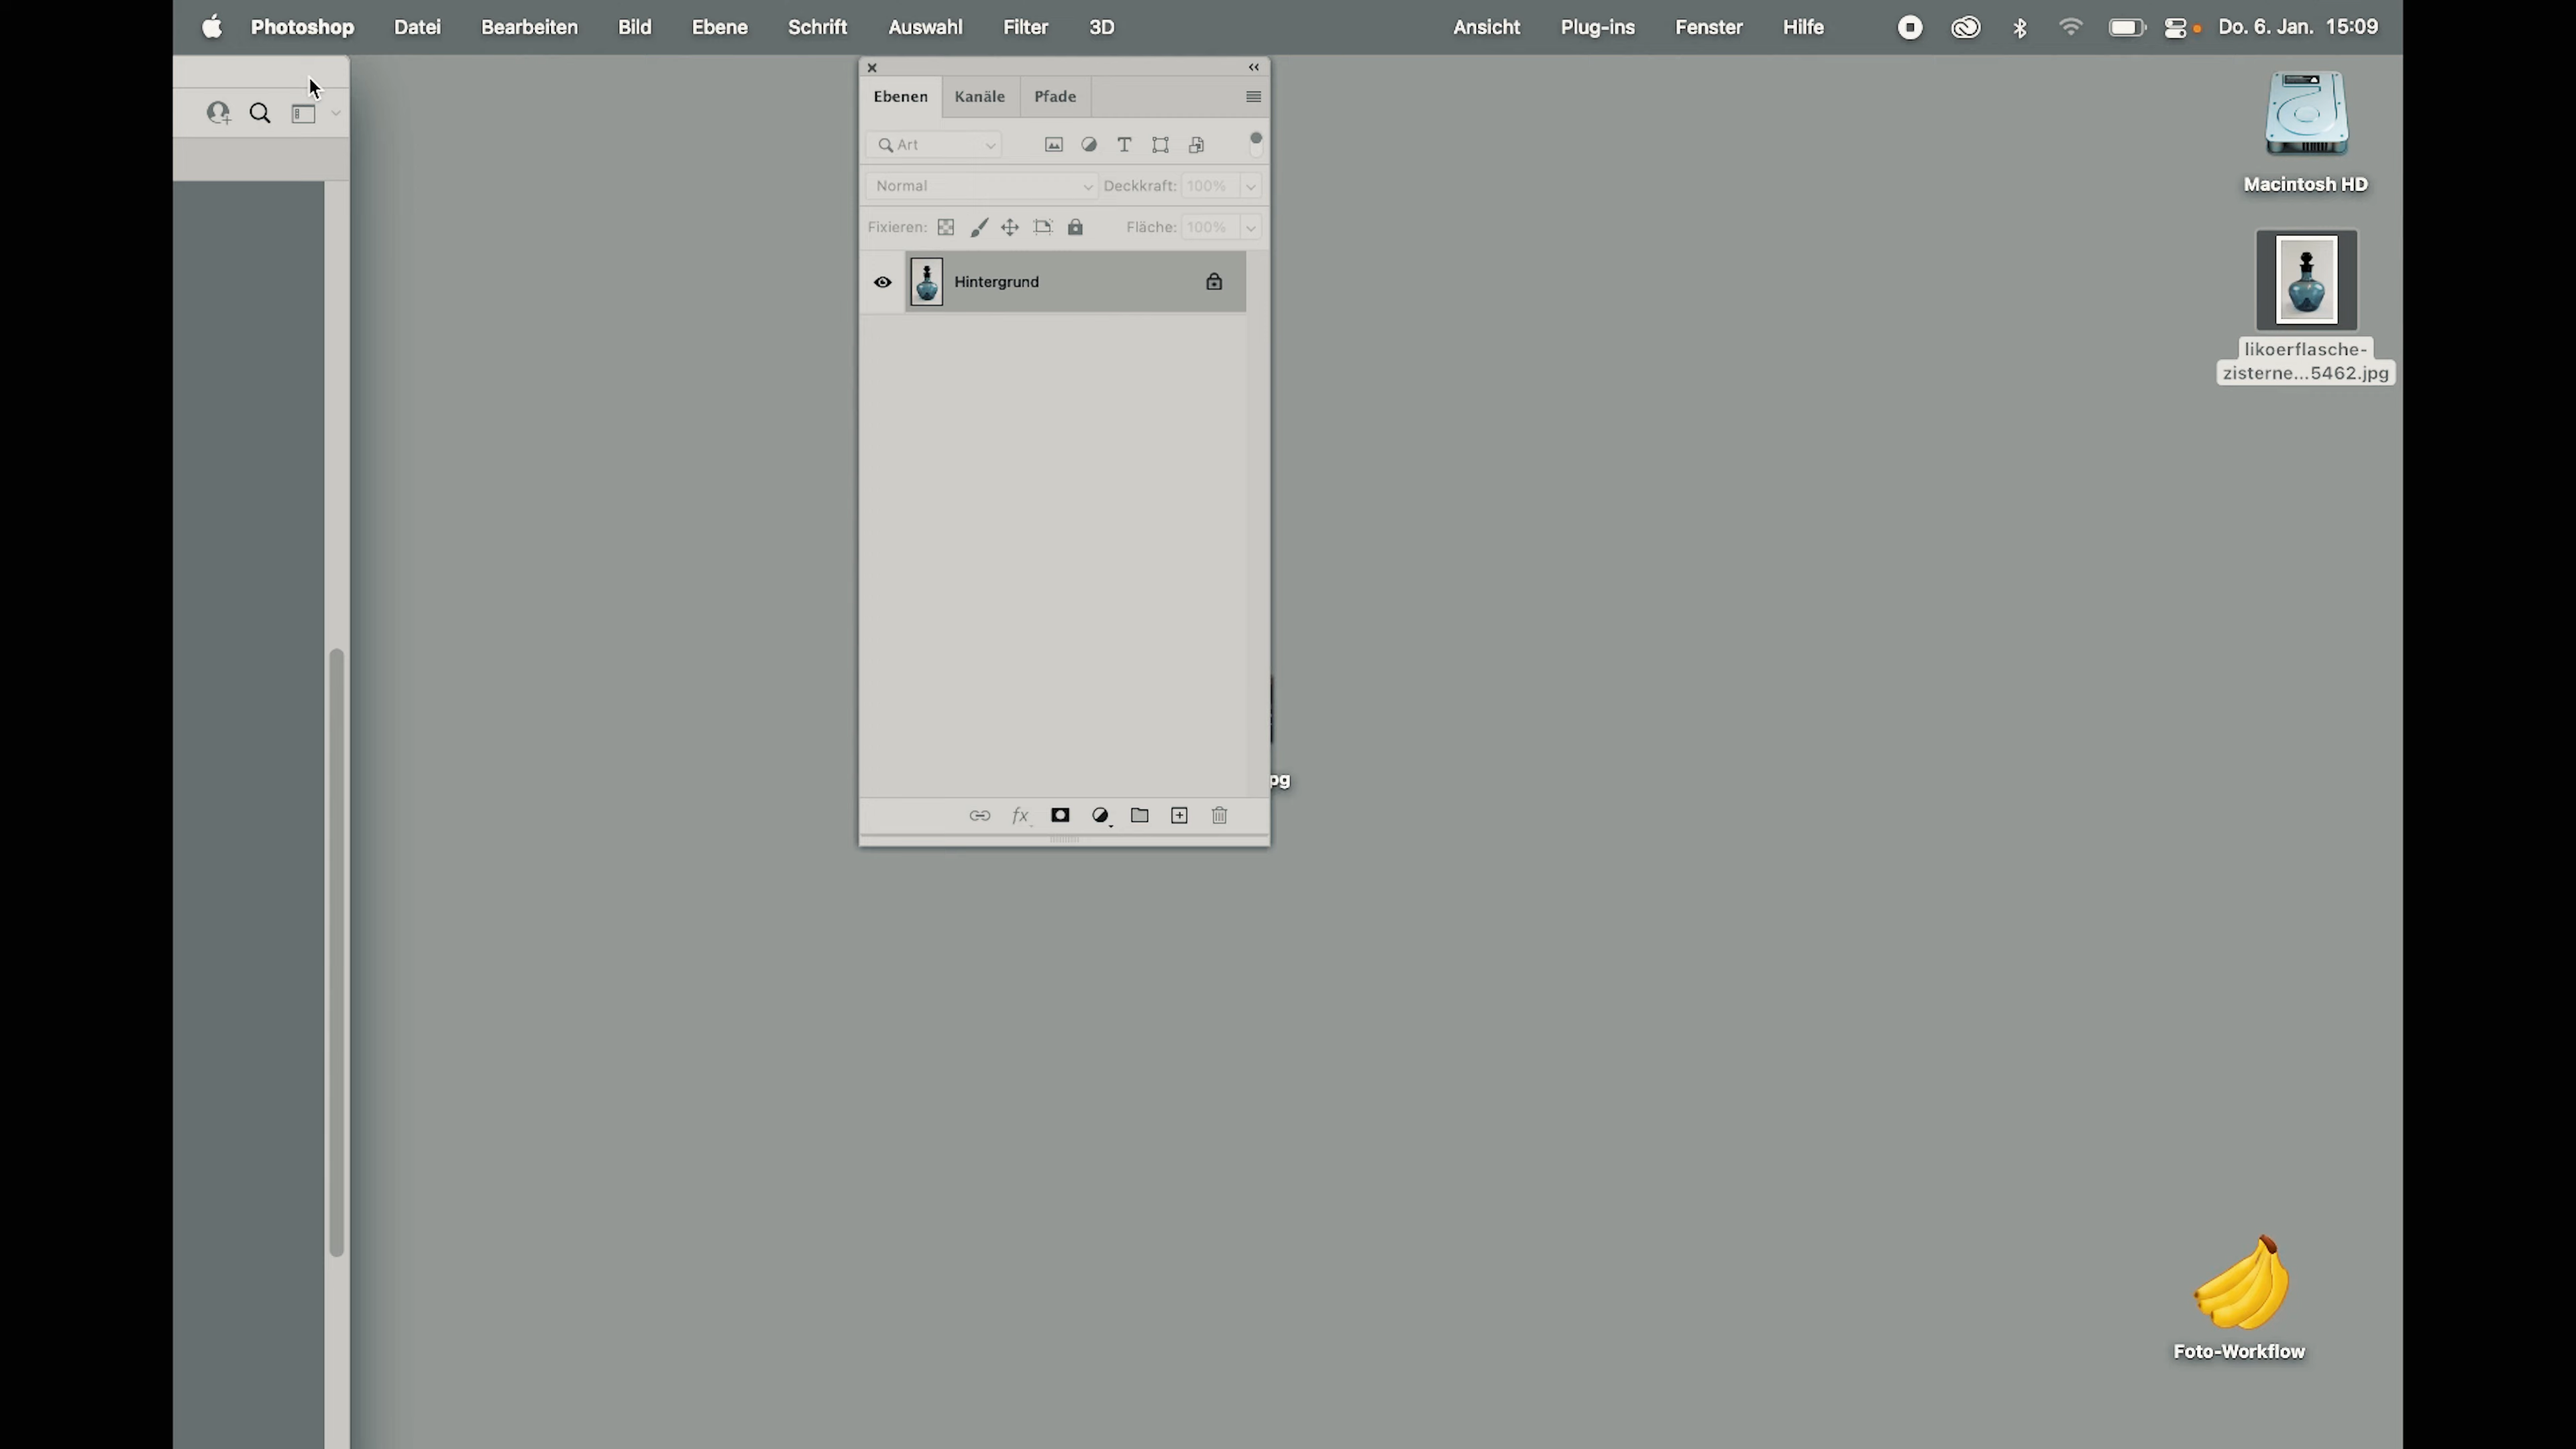 Photoshop Datei Bearbeiten Bild Ebene Schrift Auswahl Filter 3D Ansicht Plug-ins Fenster Hilfe Do. 6. Jan. 15:09
Ebenen Kanäle Pfade
Art
Normal Deckkraft: 100%
Fixieren: Fläche: 100%
Hintergrund
fx
pg
Macintosh HD
likoerflasche-
zisterne...5462.jpg
Foto-Workflow